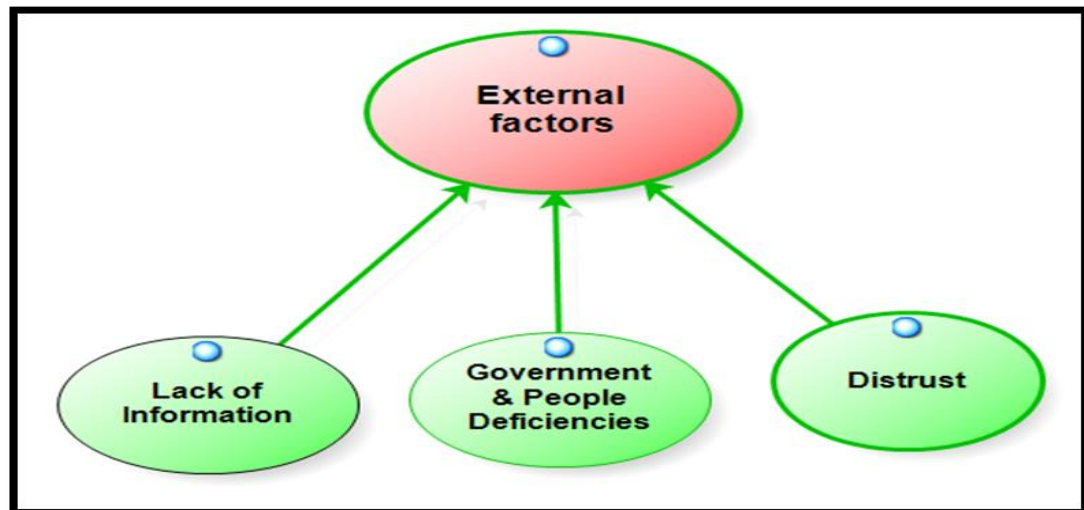 External
factors
Lack of
Information
Government
& People
Deficiencies
Distrust